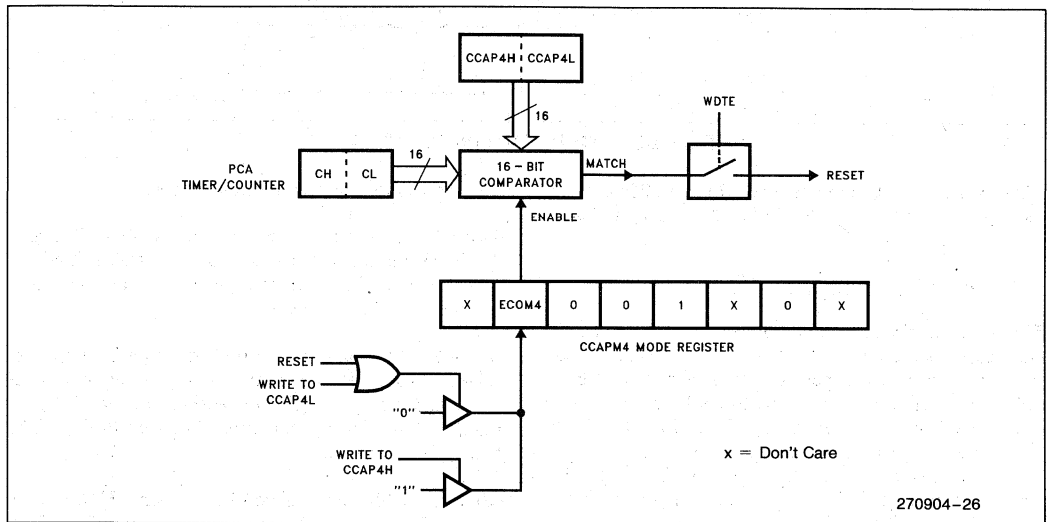 CCAP4H CCAP4L
16
WDTE
PCA
TIMER/COUNTER
CH CL
16
16 – BIT
COMPARATOR
MATCH
RESET
ENABLE
X ECOM4 0 0 1 X 0 X
CCAPM4 MODE REGISTER
RESET
WRITE TO
CCAP4L
"0"
WRITE TO
CCAP4H
"1"
x = Don't Care
270904-26